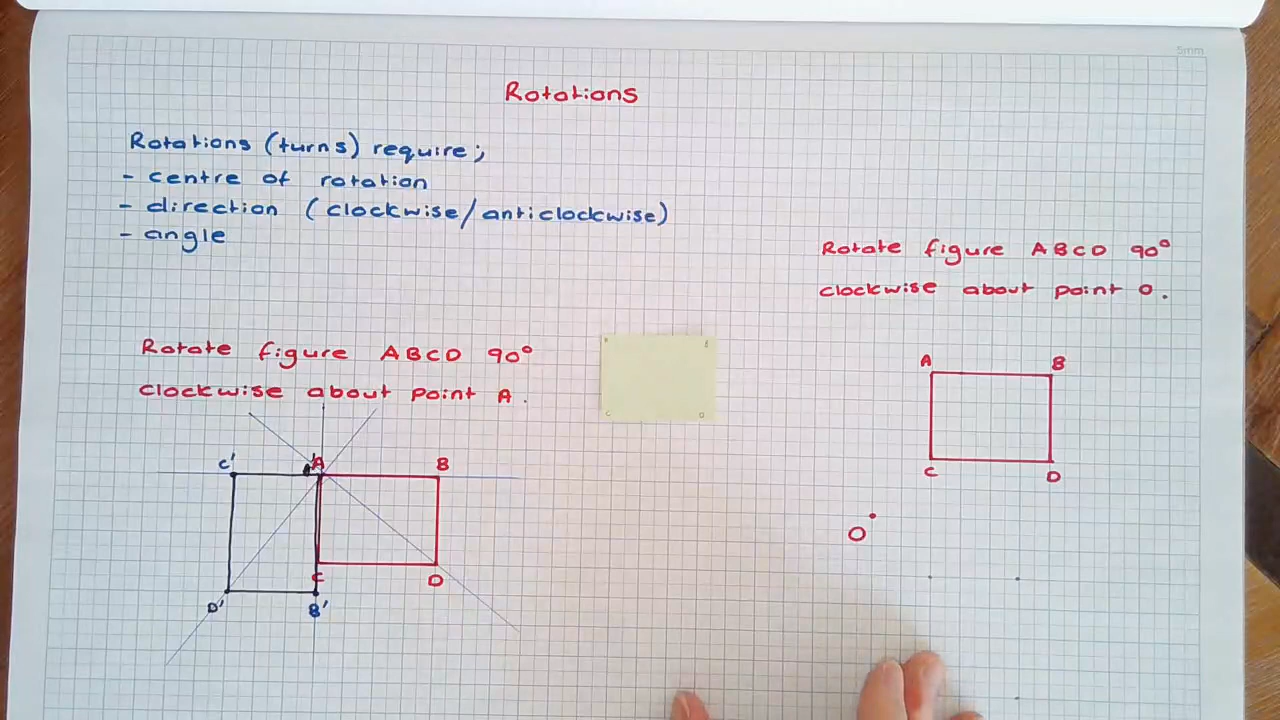 5mm
Rotations
Rotations (turns) require;
- centre of rotation
- direction (clockwise/anticlockwise)
- angle
Rotate figure ABCD 90°
clockwise about point O.
Rotate figure ABCD 90°
clockwise about point A.
A B
C D
A B
C D
O
C' A' A B
C D
D' B'